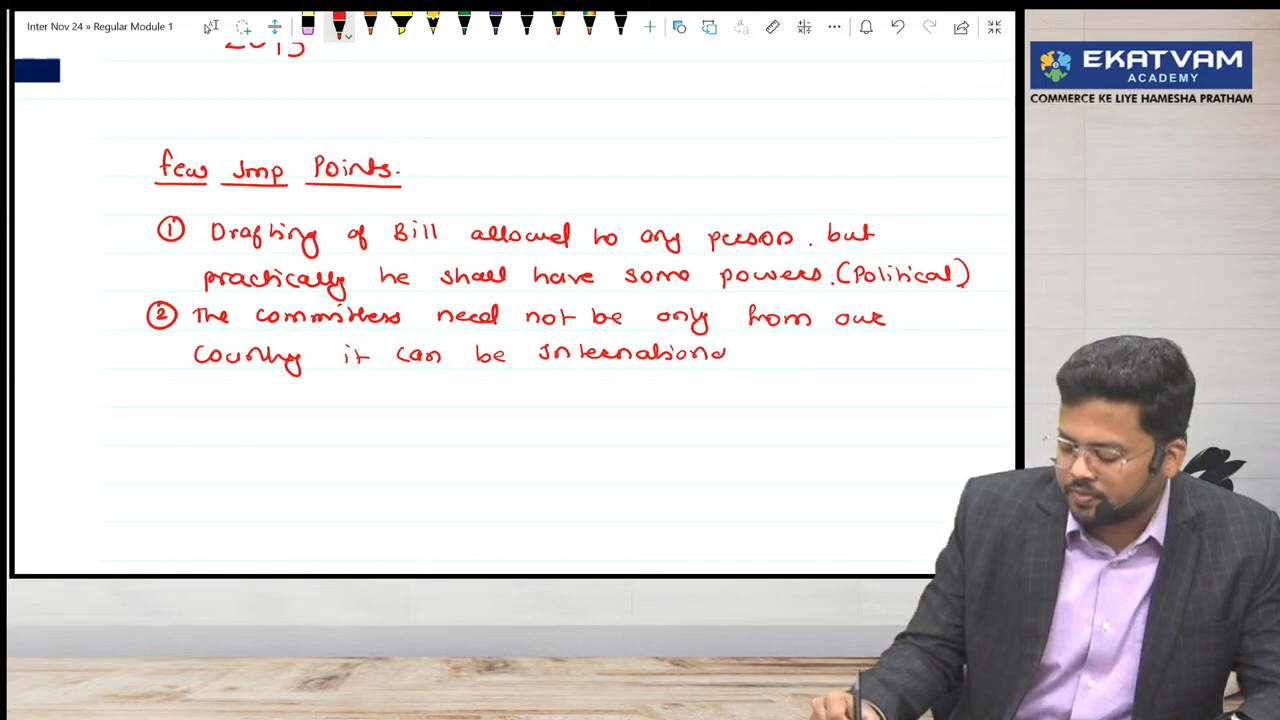 Inter Nov 24 » Regular Module 1
2013
EKATVAM
ACADEMY
COMMERCE KE LIYE HAMESHA PRATHAM
few Imp Points.
① Drafting of Bill allowed to any person. but
practically he shall have some powers. (Political)
② The committees need not be only from our
country it can be Internationa